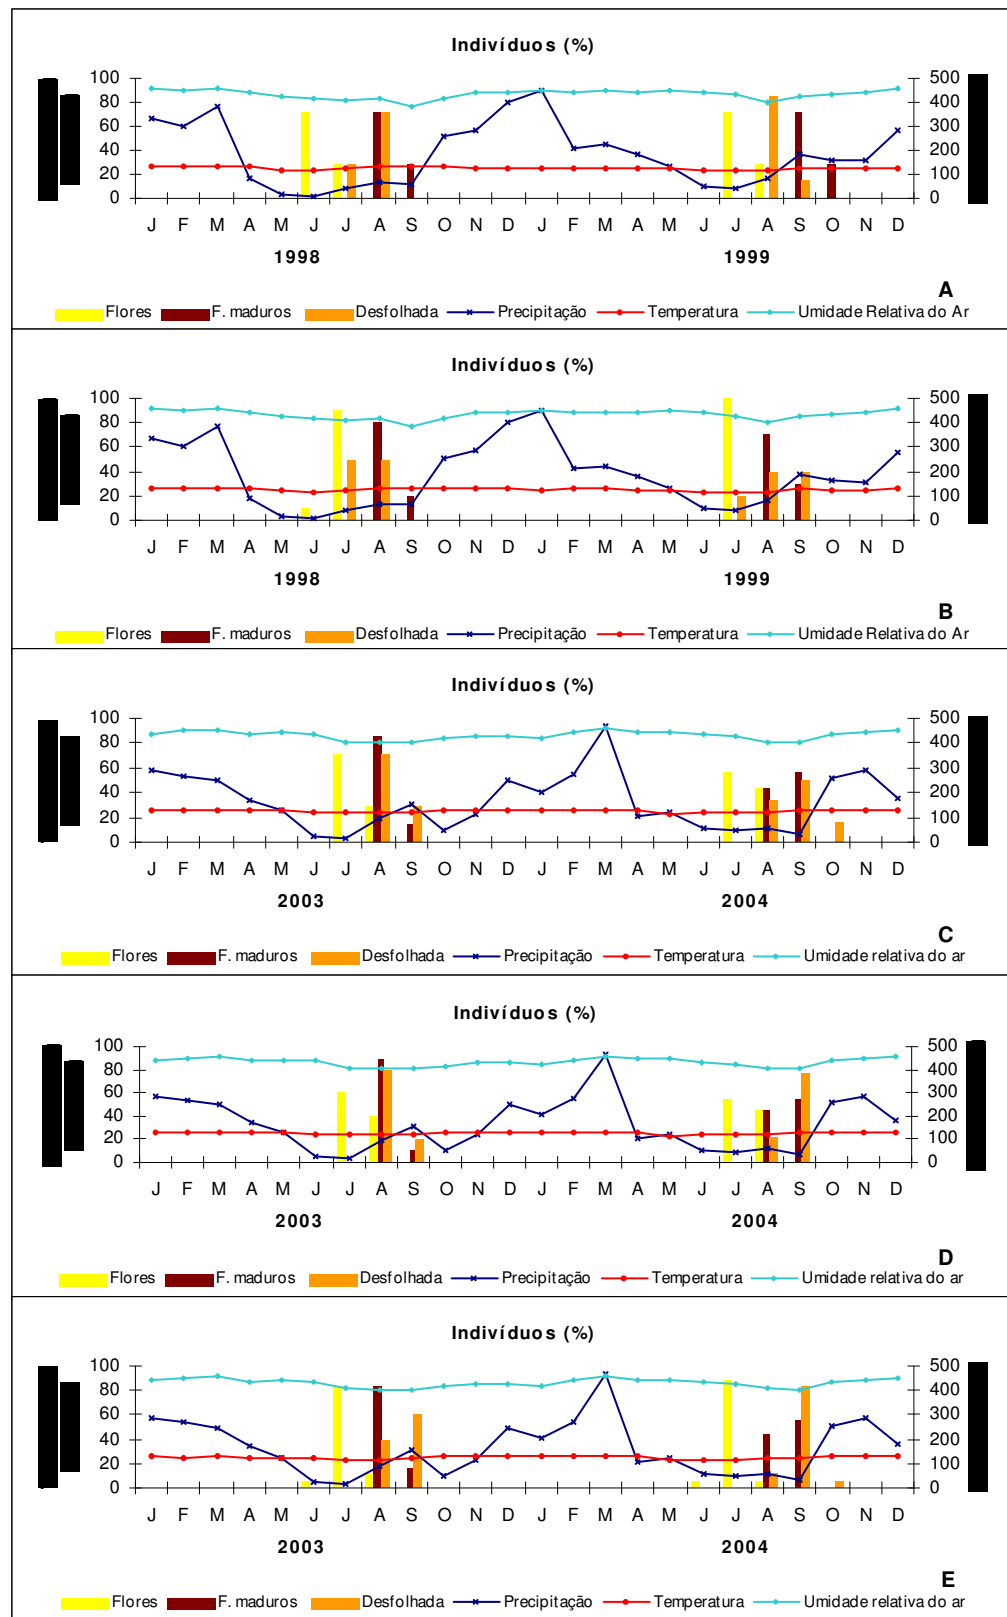 Indivíduos (%)
100 500
80 400
60 300
40 200
20 100
0 0
J F M A M J J A S O N D J F M A M J J A S O N D
1998 1999
A
Flores F. maduros Desfolhada Precipitação Temperatura Umidade Relativa do Ar
Indivíduos (%)
100 500
80 400
60 300
40 200
20 100
0 0
J F M A M J J A S O N D J F M A M J J A S O N D
1998 1999
B
Flores F. maduros Desfolhada Precipitação Temperatura Umidade Relativa do Ar
Indivíduos (%)
100 500
80 400
60 300
40 200
20 100
0 0
J F M A M J J A S O N D J F M A M J J A S O N D
2003 2004
C
Flores F. maduros Desfolhada Precipitação Temperatura Umidade relativa do ar
Indivíduos (%)
100 500
80 400
60 300
40 200
20 100
0 0
J F M A M J J A S O N D J F M A M J J A S O N D
2003 2004
D
Flores F. maduros Desfolhada Precipitação Temperatura Umidade relativa do ar
Indivíduos (%)
100 500
80 400
60 300
40 200
20 100
0 0
J F M A M J J A S O N D J F M A M J J A S O N D
2003 2004
E
Flores F. maduros Desfolhada Precipitação Temperatura Umidade relativa do ar